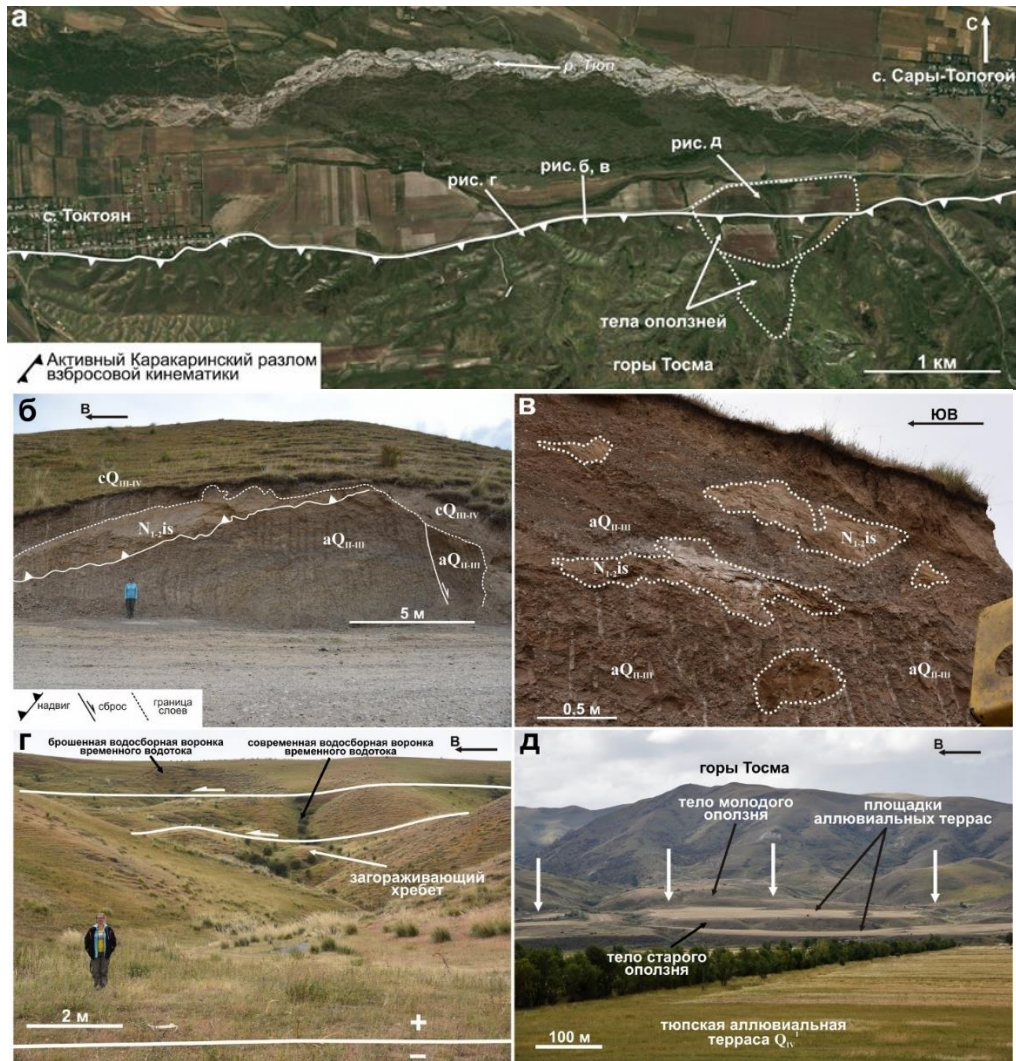 а
С
р. Тюп
с. Сары-Тологой
рис. д
рис. б, в
рис. г
с. Токтоян
тела оползней
горы Тосма
1 км
Активный Каракаринский разлом
взбросовой кинематики
б
В
cQIII-IV
N1-2is
aQII-III
cQIII-IV
aQII-III
5 м
надвиг
сброс
граница
слоев
в
ЮВ
aQII-III
N1-2is
N1-2is
aQII-III
aQII-III
0,5 м
г
брошенная водосборная воронка
временного водотока
современная водосборная воронка
временного водотока
В
загораживающий
хребет
2 м
+
–
д
В
горы Тосма
тело молодого
оползня
площадки
аллювиальных террас
тело старого
оползня
100 м
тюпская аллювиальная
терраса QIV1